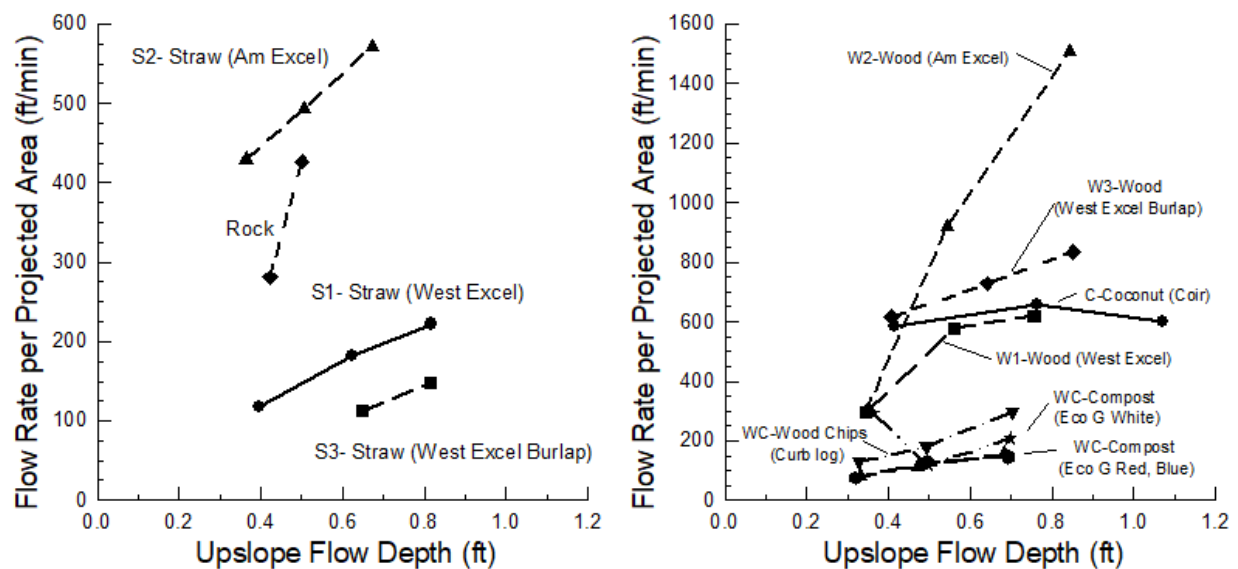 600
500
400
300
200
100
0
Flow Rate per Projected Area (ft/min)
S2- Straw (Am Excel)
Rock
S1- Straw (West Excel)
S3- Straw (West Excel Burlap)
0.0 0.2 0.4 0.6 0.8 1.0 1.2
Upslope Flow Depth (ft)
1600
1400
1200
1000
800
600
400
200
0
Flow Rate per Projected Area (ft/min)
W2-Wood (Am Excel)
W3-Wood
(West Excel Burlap)
C-Coconut (Coir)
W1-Wood (West Excel)
WC-Wood Chips
(Curb log)
WC-Compost
(Eco G White)
WC-Compost
(Eco G Red, Blue)
0.0 0.2 0.4 0.6 0.8 1.0 1.2
Upslope Flow Depth (ft)